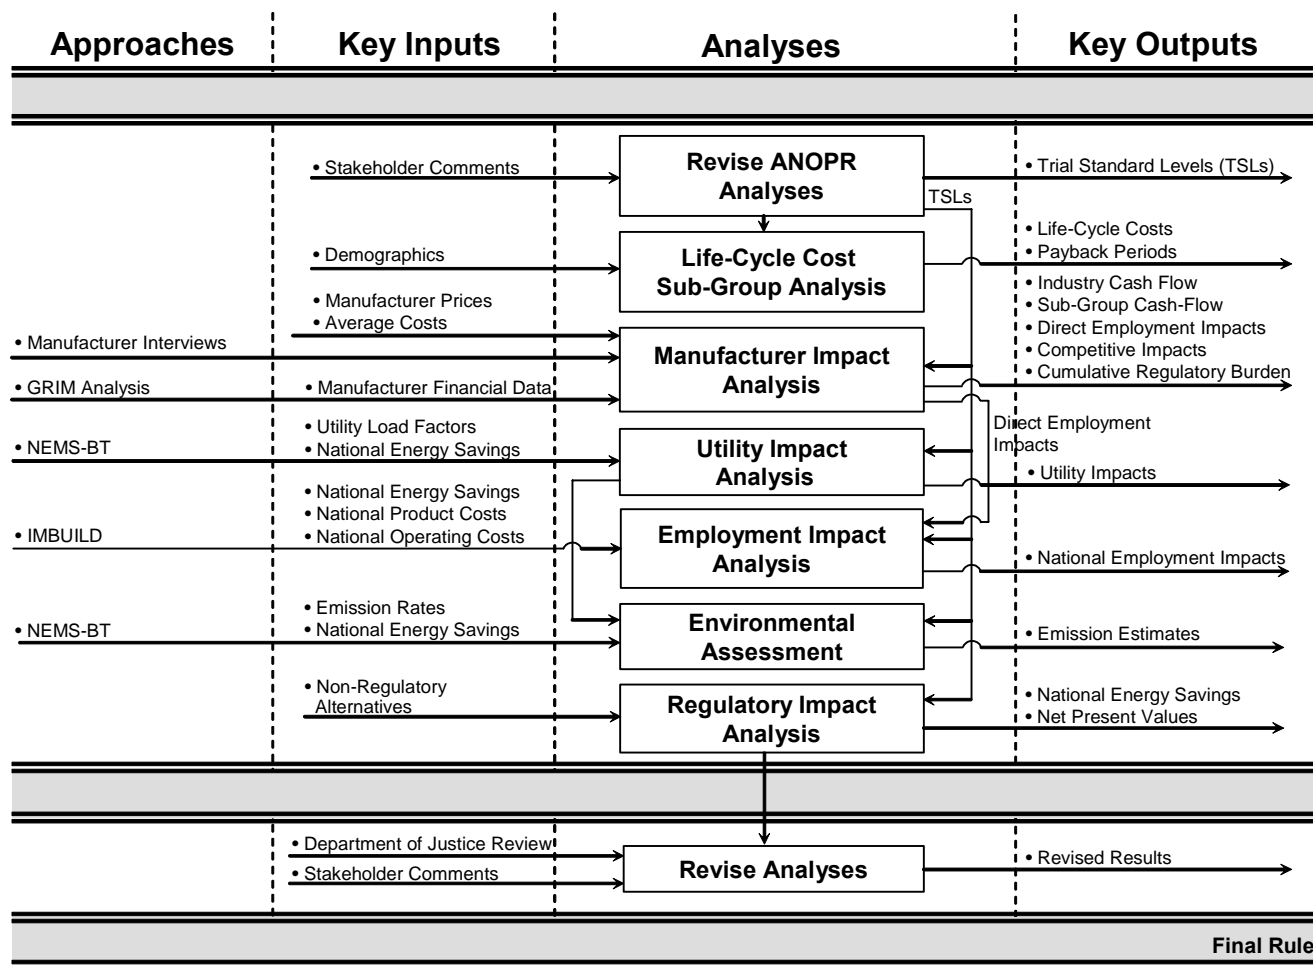 Approaches
Key Inputs
Analyses
Key Outputs
• Stakeholder Comments
Revise ANOPR
Analyses
• Trial Standard Levels (TSLs)
TSLs
• Demographics
Life-Cycle Cost
Sub-Group Analysis
• Life-Cycle Costs
• Payback Periods
• Manufacturer Prices
• Average Costs
• Manufacturer Interviews
• GRIM Analysis
• Manufacturer Financial Data
Manufacturer Impact
Analysis
• Industry Cash Flow
• Sub-Group Cash-Flow
• Direct Employment Impacts
• Competitive Impacts
• Cumulative Regulatory Burden
Direct Employment
Impacts
• NEMS-BT
• Utility Load Factors
• National Energy Savings
Utility Impact
Analysis
• Utility Impacts
• IMBUILD
• National Energy Savings
• National Product Costs
• National Operating Costs
Employment Impact
Analysis
• National Employment Impacts
• NEMS-BT
• Emission Rates
• National Energy Savings
Environmental
Assessment
• Emission Estimates
• Non-Regulatory
Alternatives
Regulatory Impact
Analysis
• National Energy Savings
• Net Present Values
• Department of Justice Review
• Stakeholder Comments
Revise Analyses
• Revised Results
Final Rule